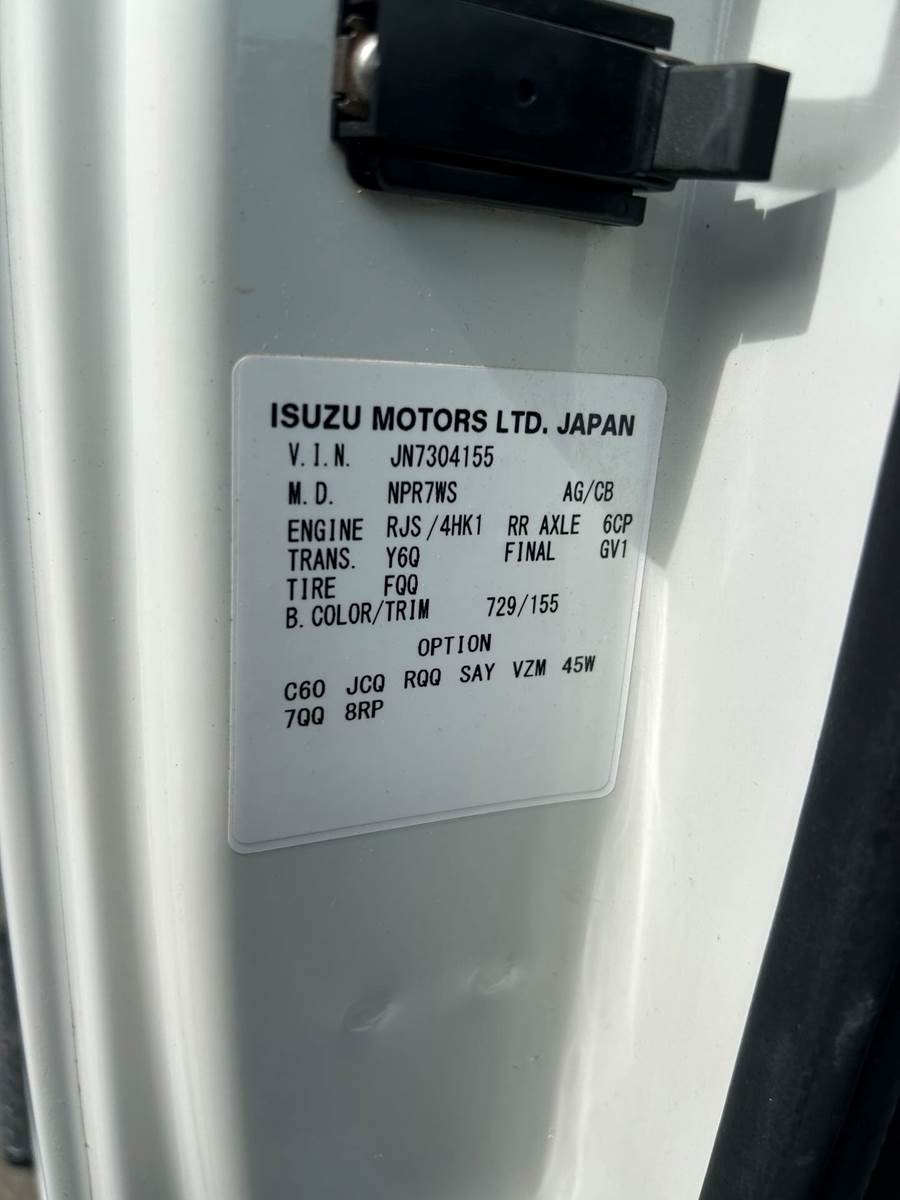 ISUZU MOTORS LTD. JAPAN
V.I.N. JN7304155
M.D. NPR7WS AG/CB
ENGINE RJS/4HK1 RR AXLE 6CP
TRANS. Y6Q FINAL GV1
TIRE FQQ
B.COLOR/TRIM 729/155
OPTION
C60 JCQ RQQ SAY VZM 45W
7QQ 8RP